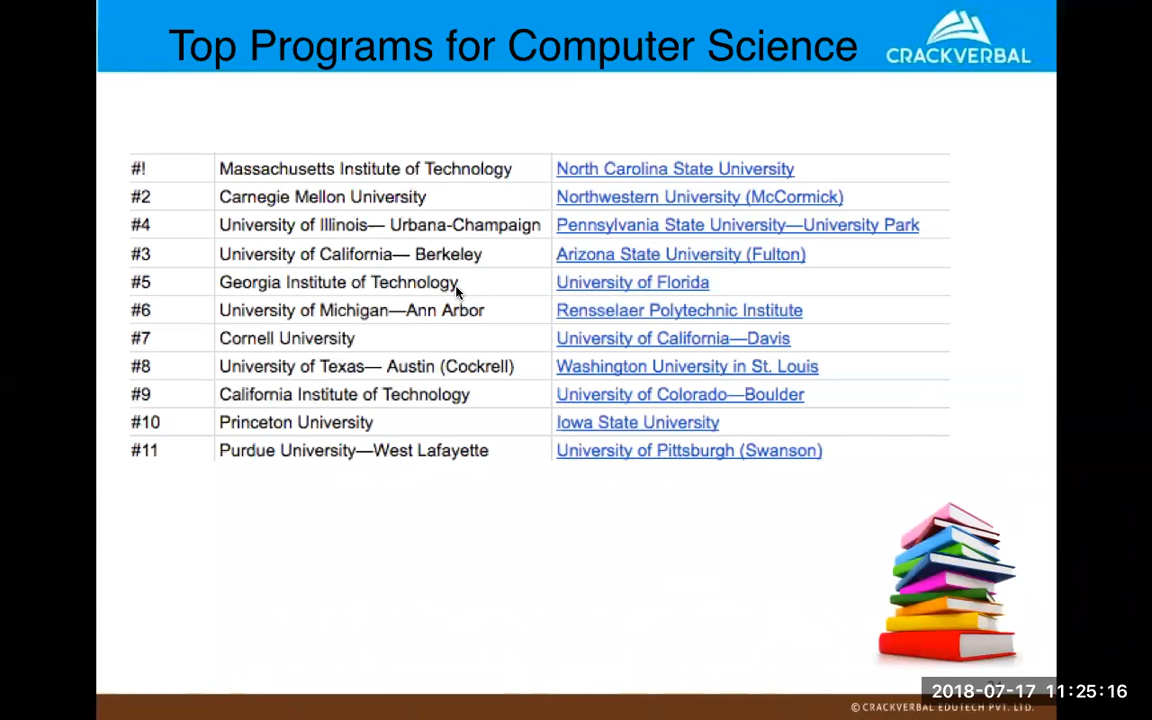 Top Programs for Computer Science
CRACKVERBAL
#! Massachusetts Institute of Technology North Carolina State University
#2 Carnegie Mellon University Northwestern University (McCormick)
#4 University of Illinois— Urbana-Champaign Pennsylvania State University—University Park
#3 University of California— Berkeley Arizona State University (Fulton)
#5 Georgia Institute of Technology University of Florida
#6 University of Michigan—Ann Arbor Rensselaer Polytechnic Institute
#7 Cornell University University of California—Davis
#8 University of Texas— Austin (Cockrell) Washington University in St. Louis
#9 California Institute of Technology University of Colorado—Boulder
#10 Princeton University Iowa State University
#11 Purdue University—West Lafayette University of Pittsburgh (Swanson)
2018-07-17 11:25:16
© CRACKVERBAL EDUTECH PVT. LTD.